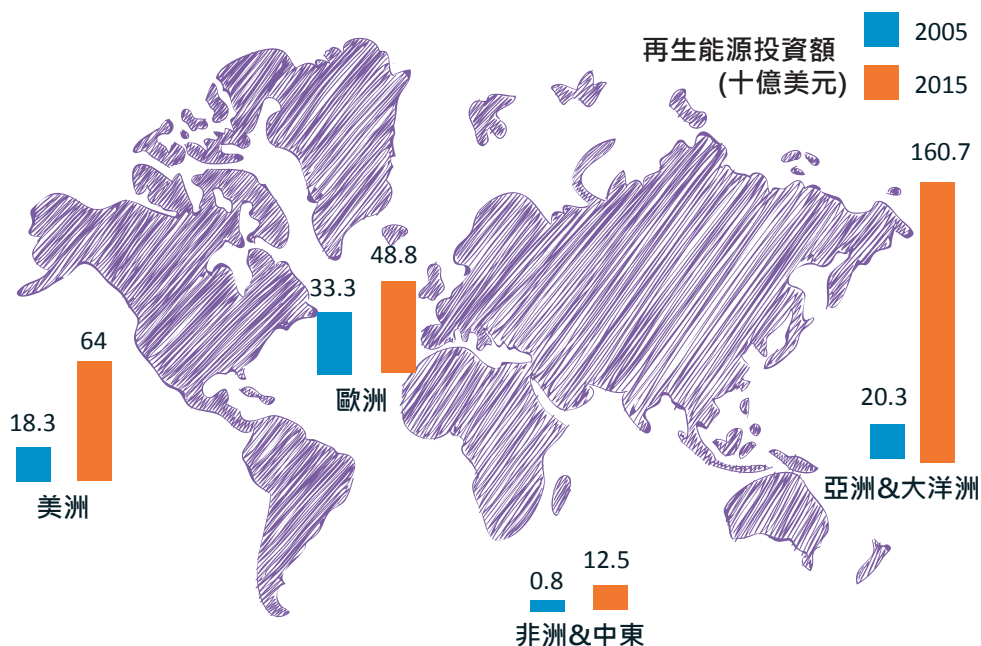 再生能源投資額
(十億美元)
2005
2015
160.7
20.3
亞洲&大洋洲
48.8
33.3
歐洲
64
18.3
美洲
12.5
0.8
非洲&中東